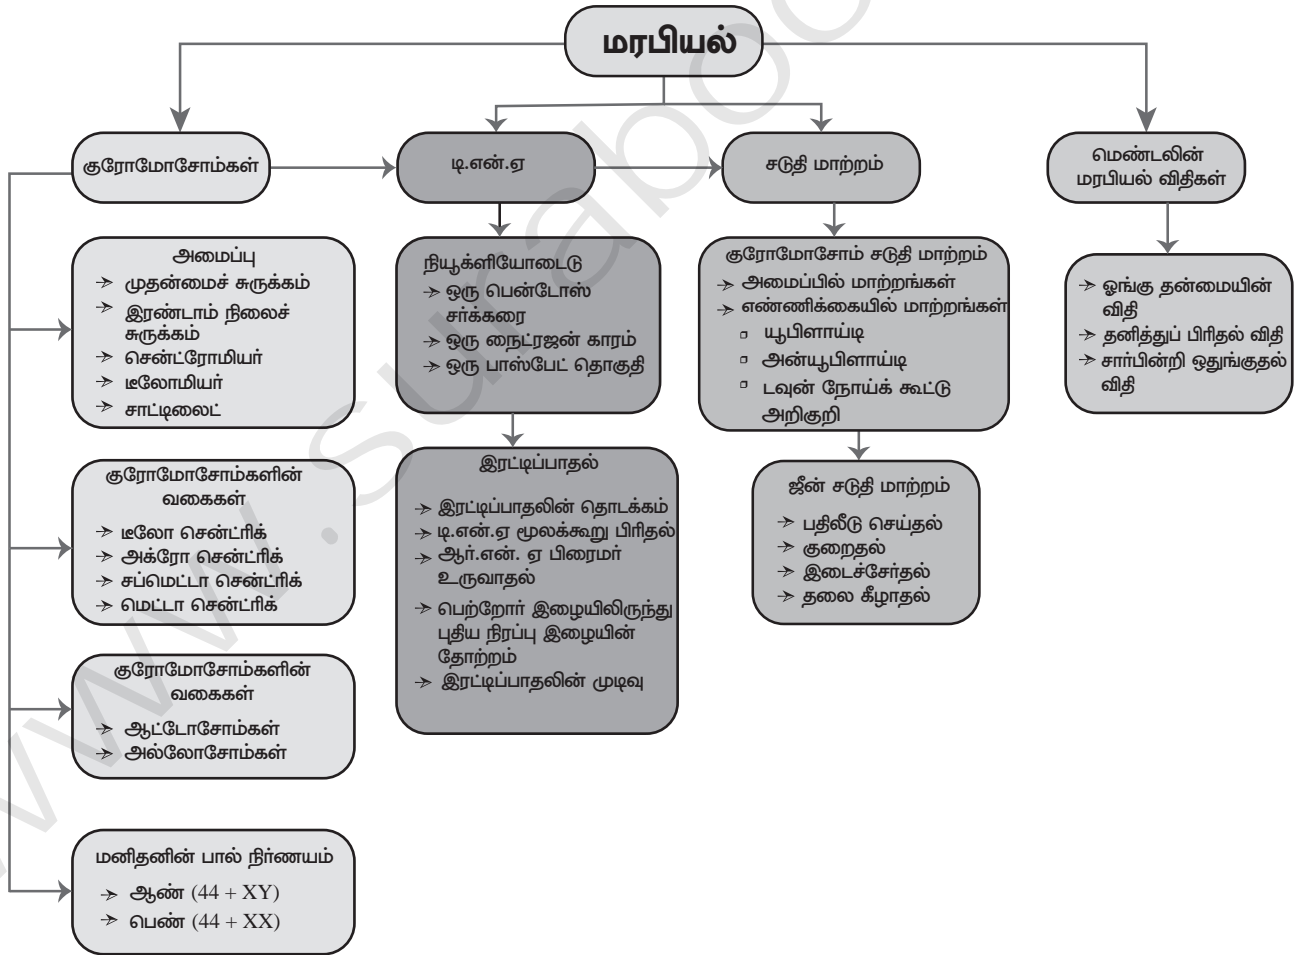 மரபியல்
குரோமோசோம்கள்
டி.என்.ஏ
சடுதி மாற்றம்
மெண்டலின்
மரபியல் விதிகள்
அமைப்பு
முதன்மைச் சுருக்கம்
இரண்டாம் நிலைச்
சுருக்கம்
சென்ட்ரோமியர்
டீலோமியர்
சாட்டிலைட்
நியூக்ளியோடைடு
ஒரு பென்டோஸ்
சர்க்கரை
ஒரு நைட்ரஜன் காரம்
ஒரு பாஸ்பேட் தொகுதி
குரோமோசோம் சடுதி மாற்றம்
அமைப்பில் மாற்றங்கள்
எண்ணிக்கையில் மாற்றங்கள்
யூபிளாய்டி
அன்யூபிளாய்டி
டவுன் நோய்க் கூட்டு
அறிகுறி
ஓங்கு தன்மையின்
விதி
தனித்துப் பிரிதல் விதி
சார்பின்றி ஒதுங்குதல்
விதி
குரோமோசோம்களின்
வகைகள்
டீலோ சென்ட்ரிக்
அக்ரோ சென்ட்ரிக்
சப்மெட்டா சென்ட்ரிக்
மெட்டா சென்ட்ரிக்
இரட்டிப்பாதல்
இரட்டிப்பாதலின் தொடக்கம்
டி.என்.ஏ மூலக்கூறு பிரிதல்
ஆர்.என். ஏ பிரைமர்
உருவாதல்
பெற்றோர் இழையிலிருந்து
புதிய நிரப்பு இழையின்
தோற்றம்
இரட்டிப்பாதலின் முடிவு
ஜீன் சடுதி மாற்றம்
பதிலீடு செய்தல்
குறைதல்
இடைச்சேர்தல்
தலை கீழாதல்
குரோமோசோம்களின்
வகைகள்
ஆட்டோசோம்கள்
அல்லோசோம்கள்
மனிதனின் பால் நிர்ணயம்
ஆண் (44 + XY)
பெண் (44 + XX)
www.suraboo